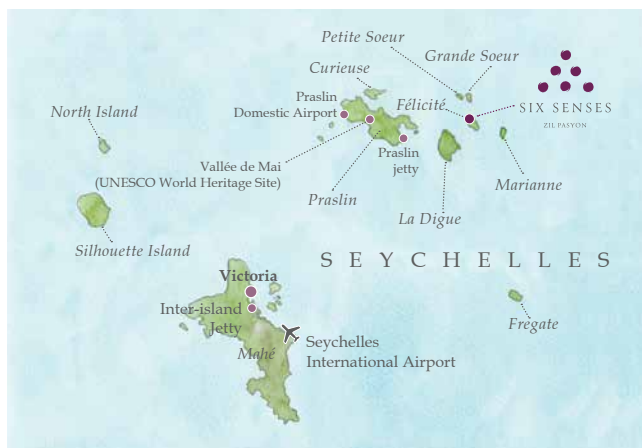 Petite Soeur
Grande Soeur
Curieuse
Praslin
Domestic Airport
Félicité
SIX SENSES
ZIL PASYON
North Island
Vallée de Mai
(UNESCO World Heritage Site)
Praslin
jetty
Marianne
Praslin
La Digue
Silhouette Island
SEYCHELLES
Victoria
Inter-island
Jetty
Fregate
Mahé
Seychelles
International Airport